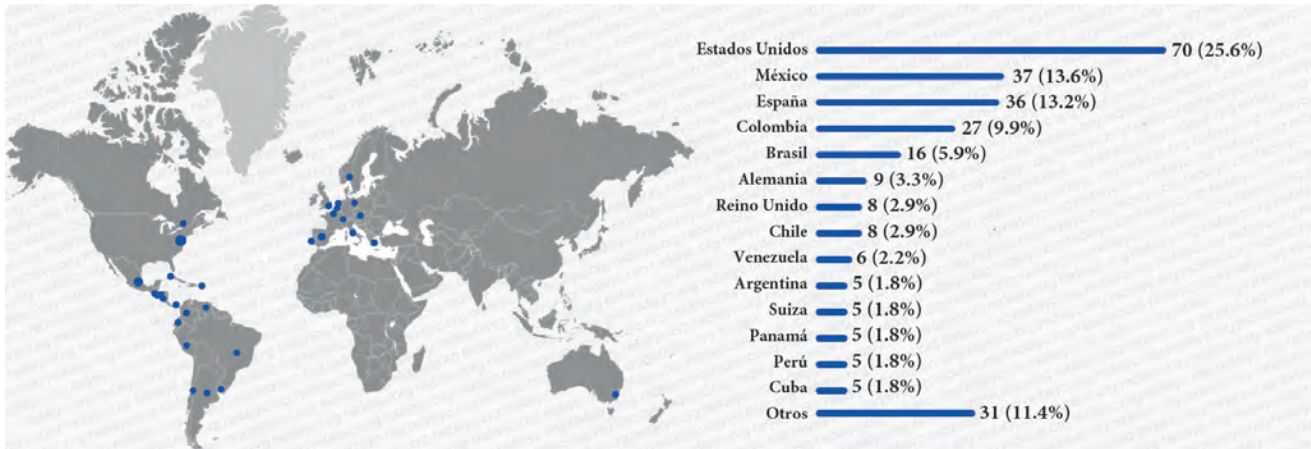 Estados Unidos 70 (25.6%)
México 37 (13.6%)
España 36 (13.2%)
Colombia 27 (9.9%)
Brasil 16 (5.9%)
Alemania 9 (3.3%)
Reino Unido 8 (2.9%)
Chile 8 (2.9%)
Venezuela 6 (2.2%)
Argentina 5 (1.8%)
Suiza 5 (1.8%)
Panamá 5 (1.8%)
Perú 5 (1.8%)
Cuba 5 (1.8%)
Otros 31 (11.4%)